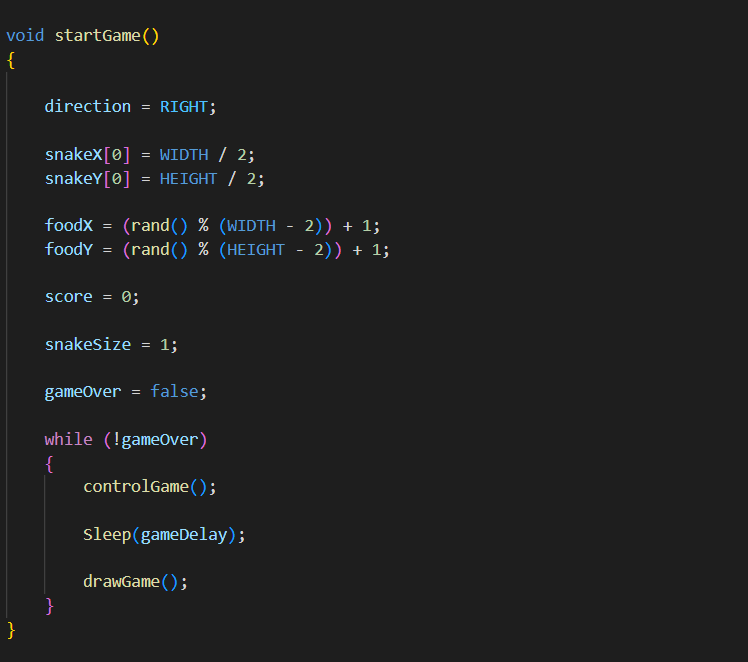 void startGame()
{
direction = RIGHT;
snakeX[0] = WIDTH / 2;
snakeY[0] = HEIGHT / 2;
foodX = (rand() % (WIDTH - 2)) + 1;
foodY = (rand() % (HEIGHT - 2)) + 1;
score = 0;
snakeSize = 1;
gameOver = false;
while (!gameOver)
{
controlGame();
Sleep(gameDelay);
drawGame();
}
}